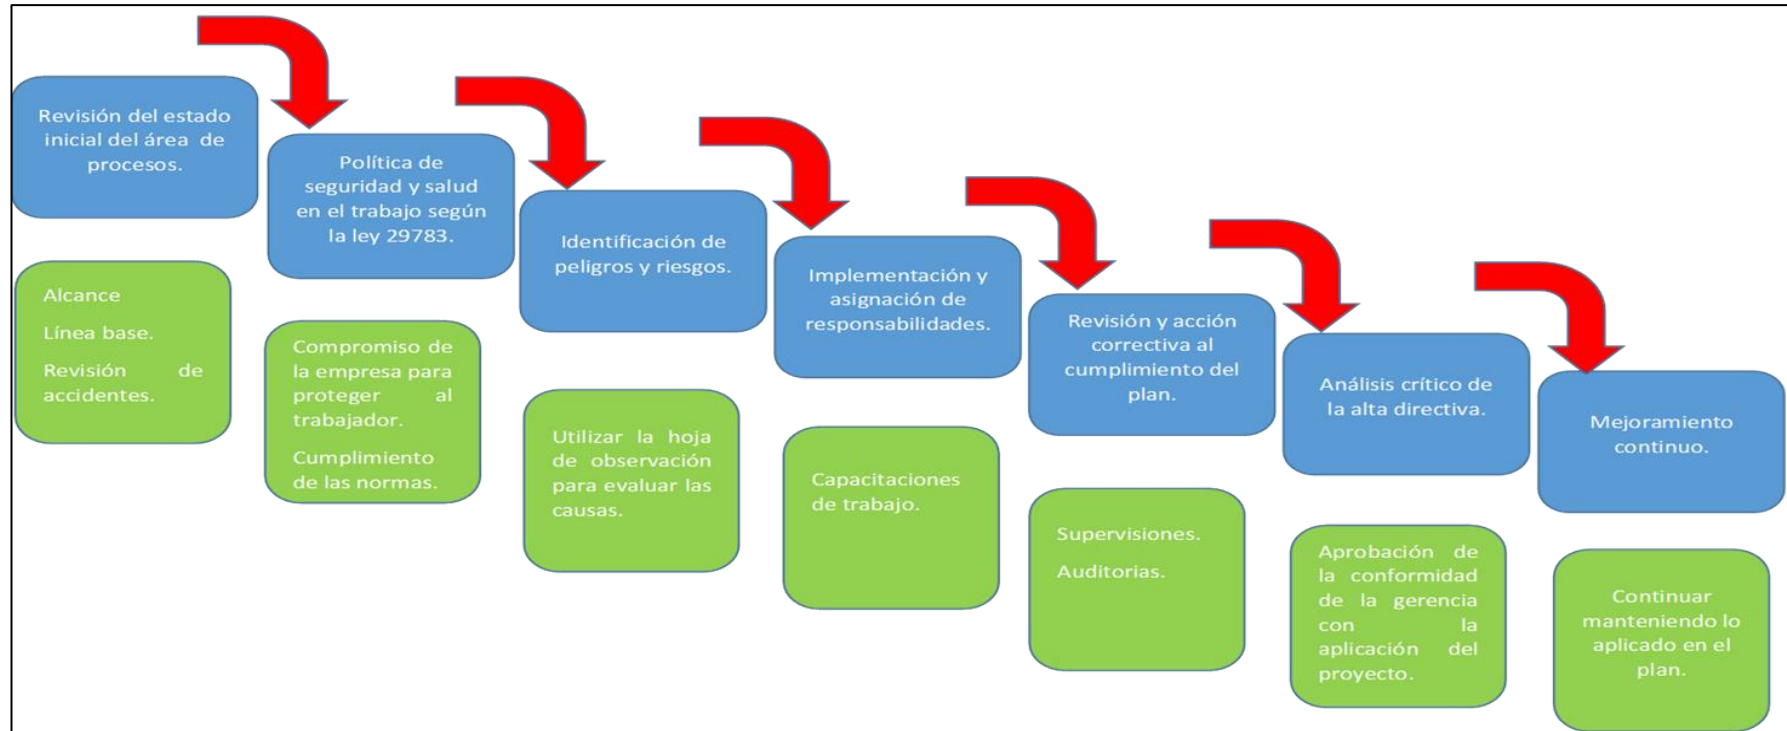 Revisión del estado
inicial del área de
procesos.
Alcance
Línea base.
Revisión de
accidentes.
Política de
seguridad y salud
en el trabajo según
la ley 29783.
Compromiso de
la empresa para
proteger al
trabajador.
Cumplimiento
de las normas.
Identificación de
peligros y riesgos.
Utilizar la hoja
de observación
para evaluar las
causas.
Implementación y
asignación de
responsabilidades.
Capacitaciones
de trabajo.
Revisión y acción
correctiva al
cumplimiento del
plan.
Supervisiones.
Auditorias.
Análisis crítico de
la alta directiva.
Aprobación de
la conformidad
de la gerencia
con la
aplicación del
proyecto.
Mejoramiento
continuo.
Continuar
manteniendo lo
aplicado en el
plan.